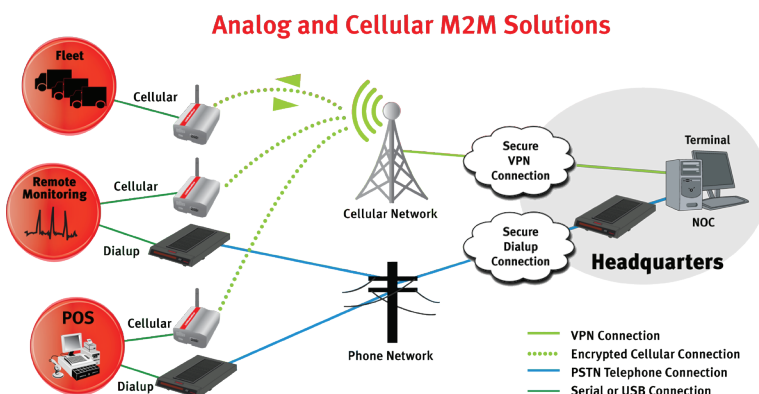 Analog and Cellular M2M Solutions
Fleet
Cellular
Remote
Monitoring
Cellular
Dialup
POS
Cellular
Dialup
Cellular Network
Phone Network
Secure
VPN
Connection
Secure
Dialup
Connection
Terminal
NOC
Headquarters
VPN Connection
Encrypted Cellular Connection
PSTN Telephone Connection
Serial or USB Connection